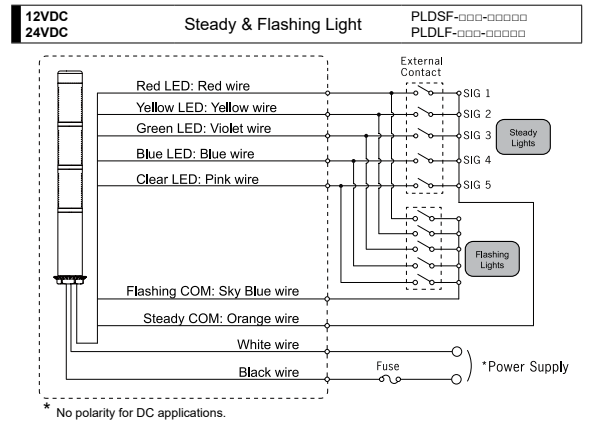 12VDC
24VDC
Steady & Flashing Light
PLDSF-□□□-□□□□□
PLDLF-□□□-□□□□□
External
Contact
Red LED: Red wire
SIG 1
Yellow LED: Yellow wire
SIG 2
Green LED: Violet wire
SIG 3
Steady
Lights
Blue LED: Blue wire
SIG 4
Clear LED: Pink wire
SIG 5
Flashing
Lights
Flashing COM: Sky Blue wire
Steady COM: Orange wire
White wire
Black wire
Fuse
*Power Supply
* No polarity for DC applications.